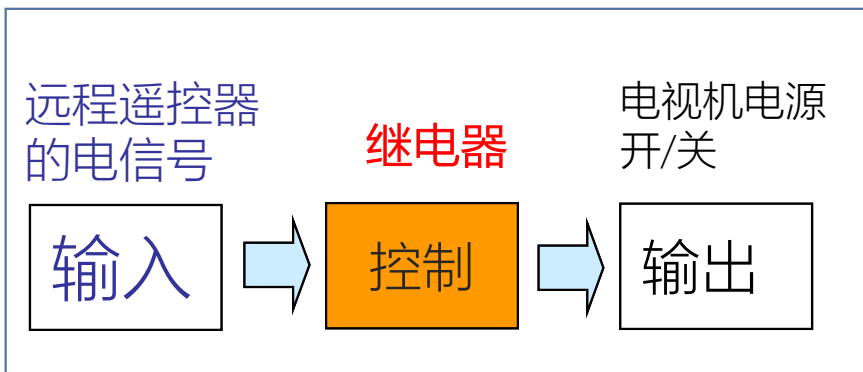 远程遥控器
的电信号
继电器
电视机电源
开/关
输入
控制
输出